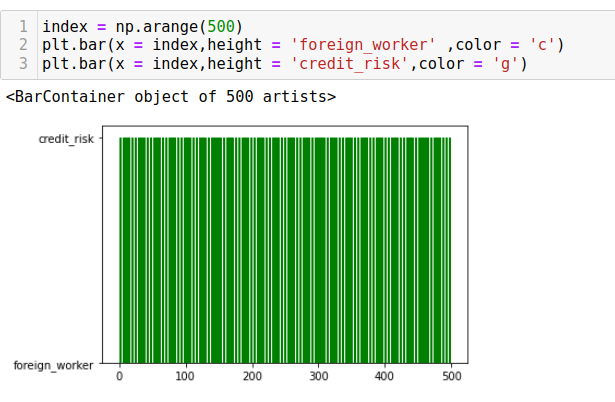 1 index = np.arange(500)
2 plt.bar(x = index,height = 'foreign_worker' ,color = 'c')
3 plt.bar(x = index,height = 'credit_risk',color = 'g')
<BarContainer object of 500 artists>
credit_risk
foreign_worker
0 100 200 300 400 500